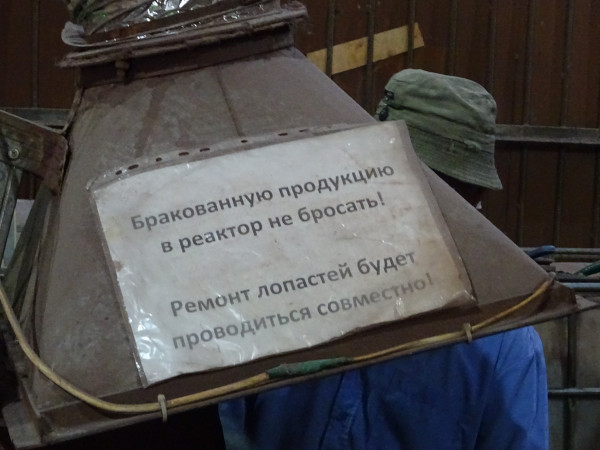 Бракованную продукцию
в реактор не бросать!
Ремонт лопастей будет
проводиться совместно!